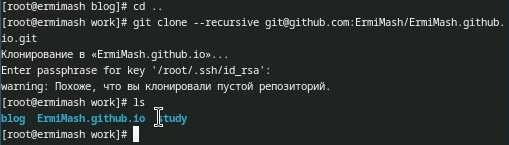 [root@ermimash blog]# cd ..
[root@ermimash work]# git clone --recursive git@github.com:ErmiMash/ErmiMash.github.
io.git
Клонирование в «ErmiMash.github.io»...
Enter passphrase for key '/root/.ssh/id_rsa':
warning: Похоже, что вы клонировали пустой репозиторий.
[root@ermimash work]# ls
blog  ErmiMash.github.io  study
[root@ermimash work]#